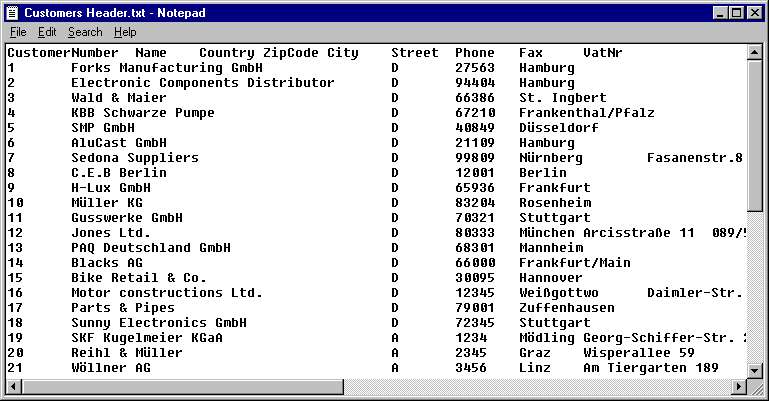 Customers Header.txt - Notepad
File Edit Search Help
CustomerNumber Name Country ZipCode City Street Phone Fax VatNr
1 Forks Manufacturing GmbH D 27563 Hamburg
2 Electronic Components Distributor D 94404 Hamburg
3 Wald & Maier D 66386 St. Ingbert
4 KBB Schwarze Pumpe D 67210 Frankenthal/Pfalz
5 SMP GmbH D 40849 Düsseldorf
6 AluCast GmbH D 21109 Hamburg
7 Sedona Suppliers D 99809 Nürnberg Fasanenstr.8
8 C.E.B Berlin D 12001 Berlin
9 H-Lux GmbH D 65936 Frankfurt
10 Müller KG D 83204 Rosenheim
11 Gusswerke GmbH D 70321 Stuttgart
12 Jones Ltd. D 80333 München Arcisstraße 11 089/
13 PAQ Deutschland GmbH D 68301 Mannheim
14 Blacks AG D 66000 Frankfurt/Main
15 Bike Retail & Co. D 30095 Hannover
16 Motor constructions Ltd. D 12345 Weißgottwo Daimler-Str.
17 Parts & Pipes D 79001 Zuffenhausen
18 Sunny Electronics GmbH D 72345 Stuttgart
19 SKF Kugelmeier KGaA A 1234 Mödling Georg-Schiffer-Str.
20 Reihl & Müller A 2345 Graz Wisperallee 59
21 Wöllner AG A 3456 Linz Am Tiergarten 189